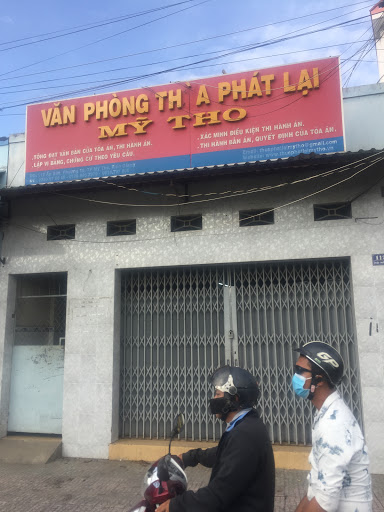 VĂN PHÒNG TH A PHÁT LẠI
MỸ THO
- TỐNG ĐẠT VĂN BẢN CỦA TÒA ÁN, THI HÀNH ÁN.
- LẬP VI BẰNG, CHỨNG CỨ THEO YÊU CẦU.
- XÁC MINH ĐIỀU KIỆN THI HÀNH ÁN.
- THI HÀNH BẢN ÁN, QUYẾT ĐỊNH CỦA TÒA ÁN.
GP